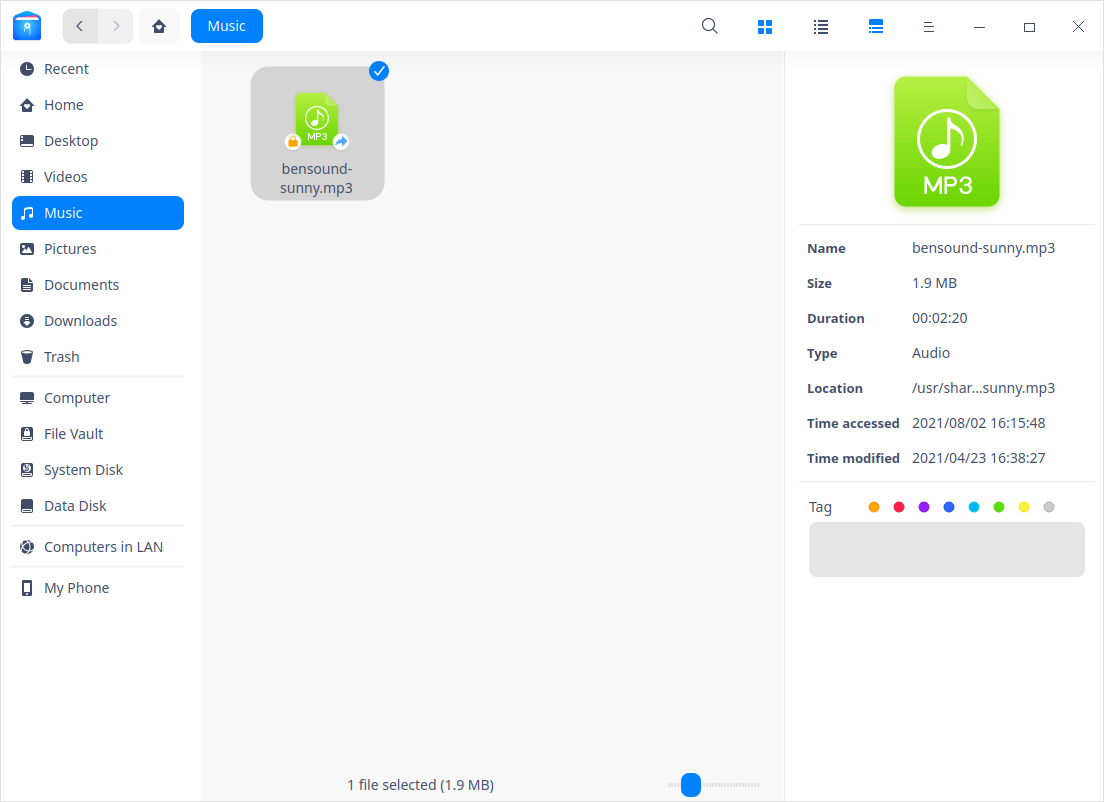 Music
Recent
Home
Desktop
Videos
Music
Pictures
Documents
Downloads
Trash
Computer
File Vault
System Disk
Data Disk
Computers in LAN
My Phone
MP3
bensound-
sunny.mp3
1 file selected (1.9 MB)
MP3
Name bensound-sunny.mp3
Size 1.9 MB
Duration 00:02:20
Type Audio
Location /usr/shar...sunny.mp3
Time accessed 2021/08/02 16:15:48
Time modified 2021/04/23 16:38:27
Tag